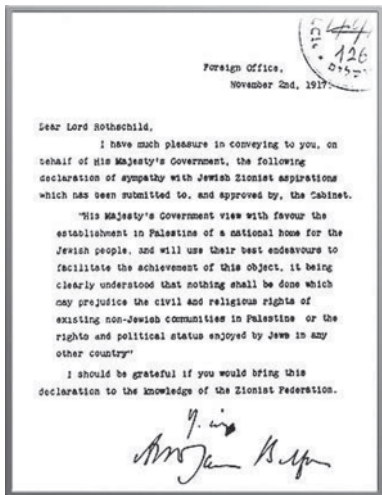 126
Foreign Office,
November 2nd, 1917.
Dear Lord Rothschild,
I have much pleasure in conveying to you, on
behalf of His Majesty's Government, the following
declaration of sympathy with Jewish Zionist aspirations
which has been submitted to, and approved by, the Cabinet.
"His Majesty's Government view with favour the
establishment in Palestine of a national home for the
Jewish people, and will use their best endeavours to
facilitate the achievement of this object, it being
clearly understood that nothing shall be done which
may prejudice the civil and religious rights of
existing non-Jewish communities in Palestine or the
rights and political status enjoyed by Jews in any
other country"
I should be grateful if you would bring this
declaration to the knowledge of the Zionist Federation.